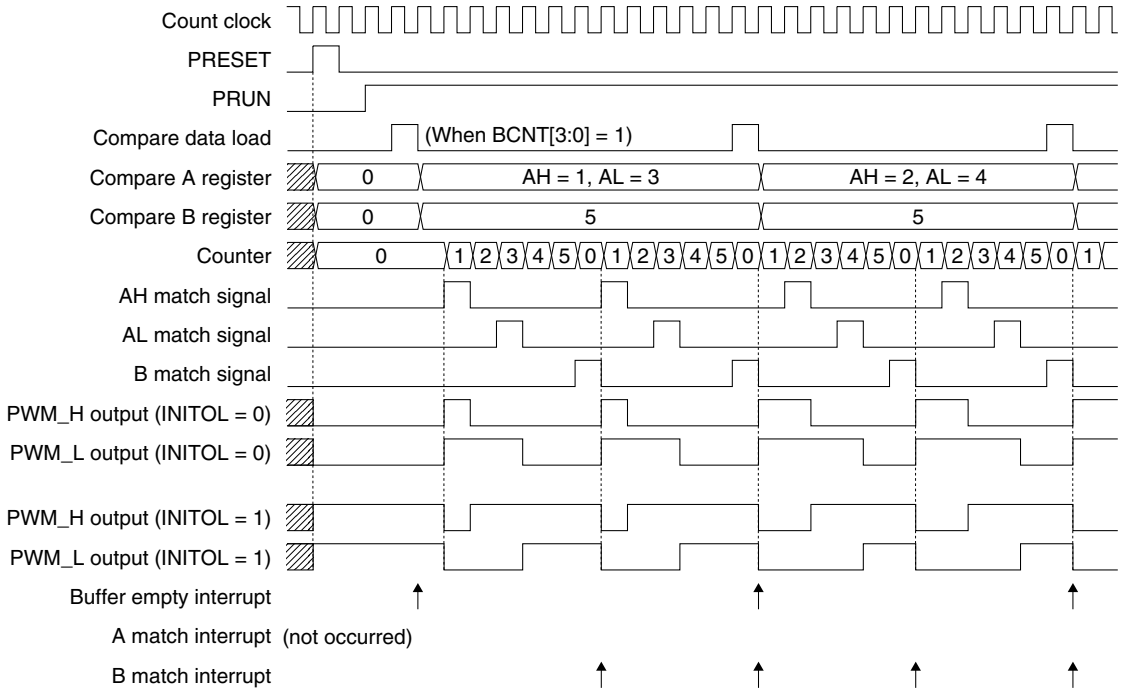 Count clock
PRESET
PRUN
Compare data load (When BCNT[3:0] = 1)
Compare A register 0 AH = 1, AL = 3 AH = 2, AL = 4
Compare B register 0 5 5
Counter 0 1 2 3 4 5 0 1 2 3 4 5 0 1 2 3 4 5 0 1 2 3 4 5 0 1
AH match signal
AL match signal
B match signal
PWM_H output (INITOL = 0)
PWM_L output (INITOL = 0)
PWM_H output (INITOL = 1)
PWM_L output (INITOL = 1)
Buffer empty interrupt
A match interrupt (not occurred)
B match interrupt